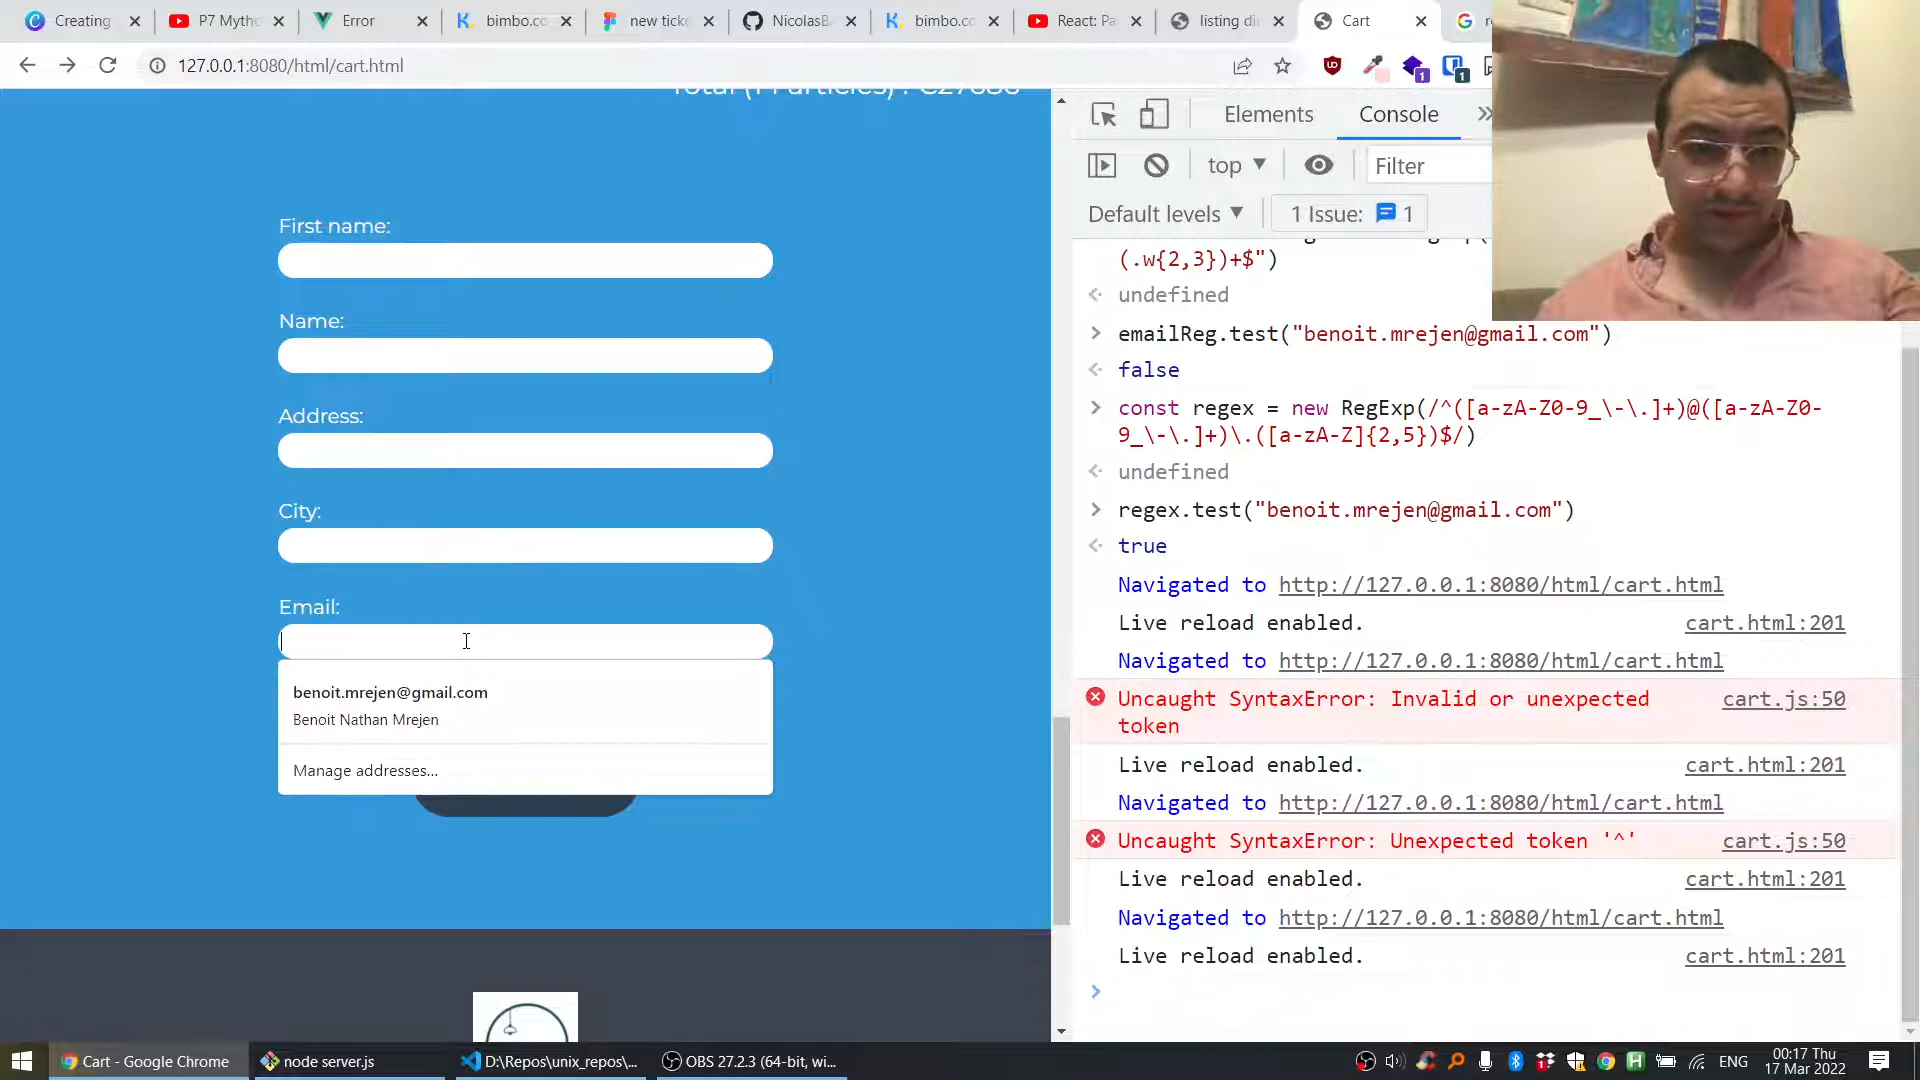 Creating
P7 Mytho
Error
bimbo.co
new ticke
NicolasB
bimbo.co
React: Pa
listing di
Cart
127.0.0.1:8080/html/cart.html
First name:
Name:
Address:
City:
Email:
benoit.mrejen@gmail.com
Benoit Nathan Mrejen
Manage addresses...
Elements
Console
top
Filter
Default levels
1 Issue:
1
(.w{2,3})+$")
undefined
emailReg.test("benoit.mrejen@gmail.com")
false
const regex = new RegExp(/^([a-zA-Z0-9_\-\.]+)@([a-zA-Z0-
9_\-\.]+)\.([a-zA-Z]{2,5})$/)
undefined
regex.test("benoit.mrejen@gmail.com")
true
Navigated to http://127.0.0.1:8080/html/cart.html
Live reload enabled. cart.html:201
Navigated to http://127.0.0.1:8080/html/cart.html
Uncaught SyntaxError: Invalid or unexpected cart.js:50
token
Live reload enabled. cart.html:201
Navigated to http://127.0.0.1:8080/html/cart.html
Uncaught SyntaxError: Unexpected token '^' cart.js:50
Live reload enabled. cart.html:201
Navigated to http://127.0.0.1:8080/html/cart.html
Live reload enabled. cart.html:201
Cart - Google Chrome
node server.js
D:\Repos\unix_repos\...
OBS 27.2.3 (64-bit, wi...
ENG
00:17 Thu
17 Mar 2022